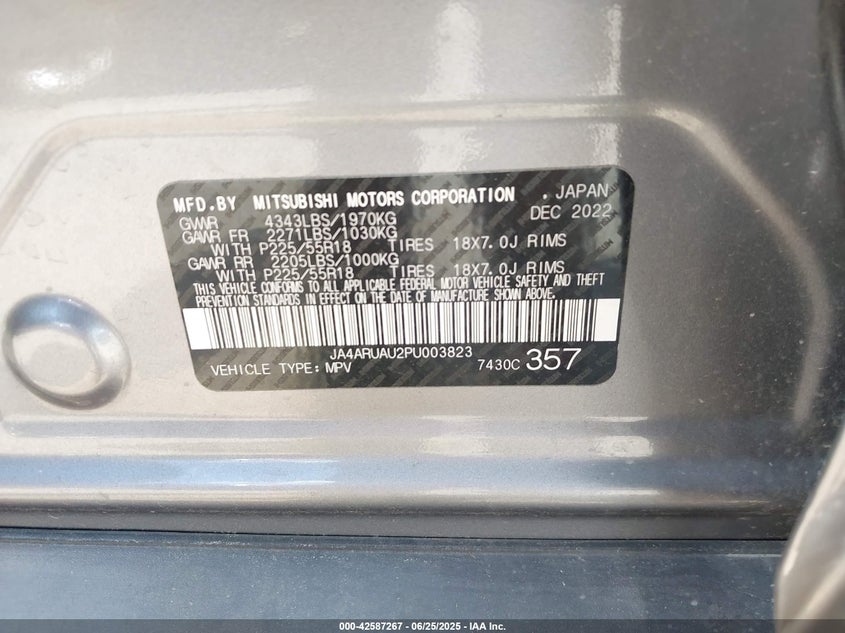 MFD.BY MITSUBISHI MOTORS CORPORATION , JAPAN
GVWR 4343LBS/1970KG DEC 2022
GAWR FR 2271LBS/1030KG
WITH P225/55R18 TIRES 18X7.0J RIMS
GAWR RR 2205LBS/1000KG
WITH P225/55R18 TIRES 18X7.0J RIMS
THIS VEHICLE CONFORMS TO ALL APPLICABLE FEDERAL MOTOR VEHICLE SAFETY AND THEFT
PREVENTION STANDARDS IN EFFECT ON THE DATE OF MANUFACTURE SHOWN ABOVE.
JA4ARUAU2PU003823
VEHICLE TYPE: MPV 7430C 357
000-42587267 - 06/25/2025 - IAA Inc.